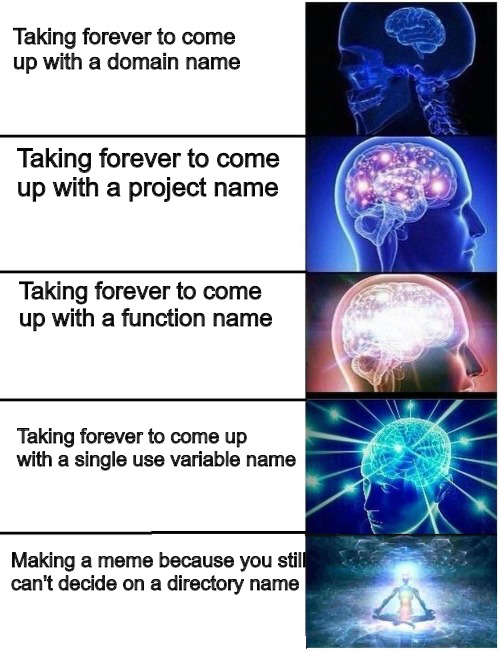 Taking forever to come
up with a domain name
Taking forever to come
up with a project name
Taking forever to come
up with a function name
Taking forever to come up
with a single use variable name
Making a meme because you still
can't decide on a directory name